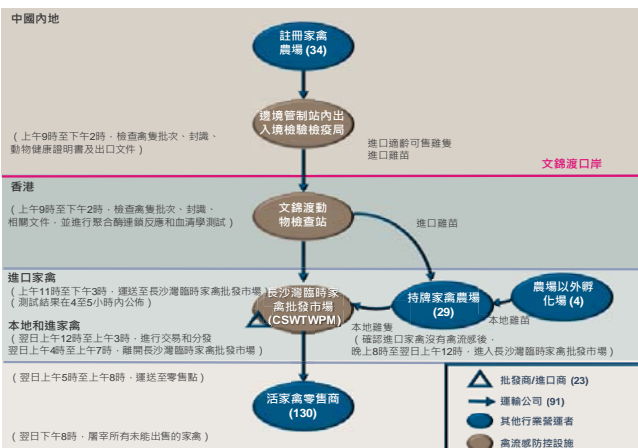 中國內地
註冊家禽
農場 (34)
邊境管制站內出
入境檢驗檢疫局
(上午9時至下午2時，檢查禽隻批次、封識、
動物健康證明書及出口文件)
進口適齡可售雞隻
進口雞苗
文錦渡口岸
香港
(上午9時至下午2時，檢查禽隻批次、封識、
相關文件，並進行聚合酶連鎖反應和血清學測試)
文錦渡動
物檢查站
進口雞苗
進口家禽
(上午11時至下午3時，運送至長沙灣臨時家禽批發市場)
(測試結果在4至5小時內公佈)
長沙灣臨時家
禽批發市場
(CSWTWPM)
持牌家禽農場
(29)
農場以外孵
化場 (4)
本地雞苗
本地和進家禽
(翌日上午12時至上午3時，進行交易和分發
翌日上午4時至上午7時，離開長沙灣臨時家禽批發市場)
本地雞隻
(確認進口家禽沒有禽流感後，
晚上8時至翌日上午12時，進入長沙灣臨時家禽批發市場)
(翌日上午5時至上午8時，運送至零售點)
活家禽零售商
(130)
(翌日下午8時，屠宰所有未能出售的家禽)
批發商/進口商 (23)
運輸公司 (91)
其他行業營運者
禽流感防控設施